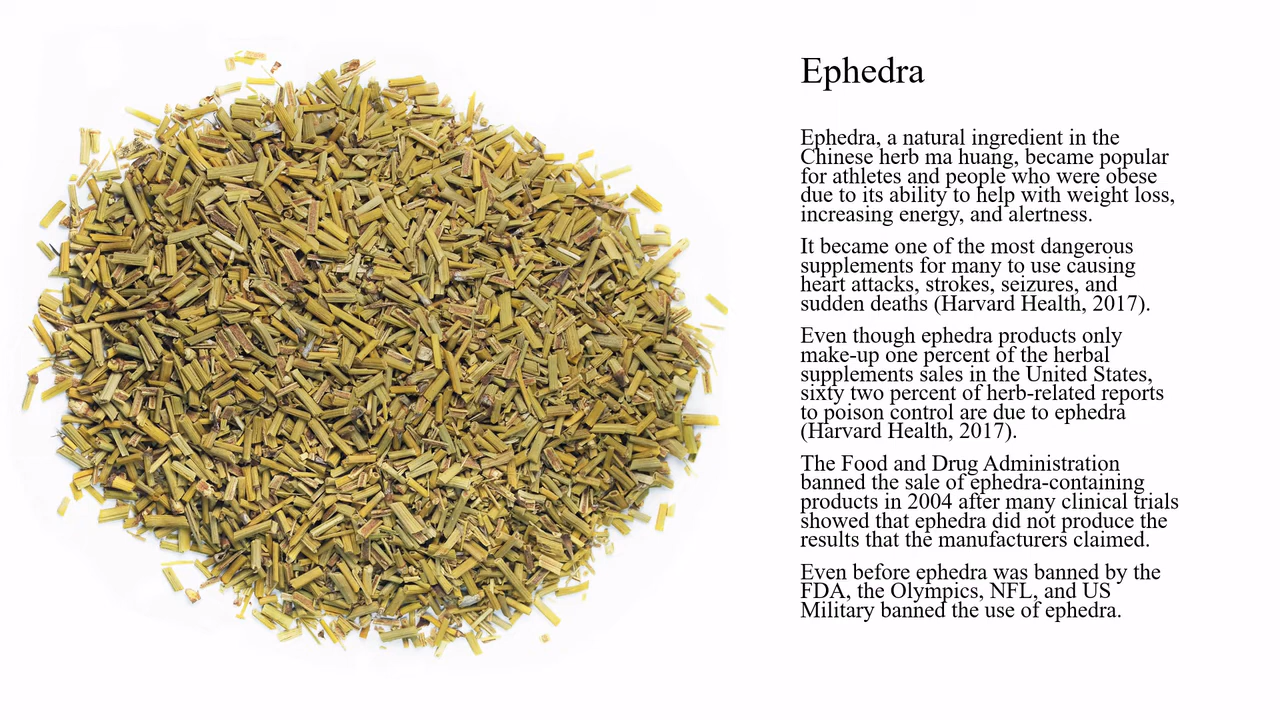 Ephedra
Ephedra, a natural ingredient in the
Chinese herb ma huang, became popular
for athletes and people who were obese
due to its ability to help with weight loss,
increasing energy, and alertness.
It became one of the most dangerous
supplements for many to use causing
heart attacks, strokes, seizures, and
sudden deaths (Harvard Health, 2017).
Even though ephedra products only
make-up one percent of the herbal
supplements sales in the United States,
sixty two percent of herb-related reports
to poison control are due to ephedra
(Harvard Health, 2017).
The Food and Drug Administration
banned the sale of ephedra-containing
products in 2004 after many clinical trials
showed that ephedra did not produce the
results that the manufacturers claimed.
Even before ephedra was banned by the
FDA, the Olympics, NFL, and US
Military banned the use of ephedra.